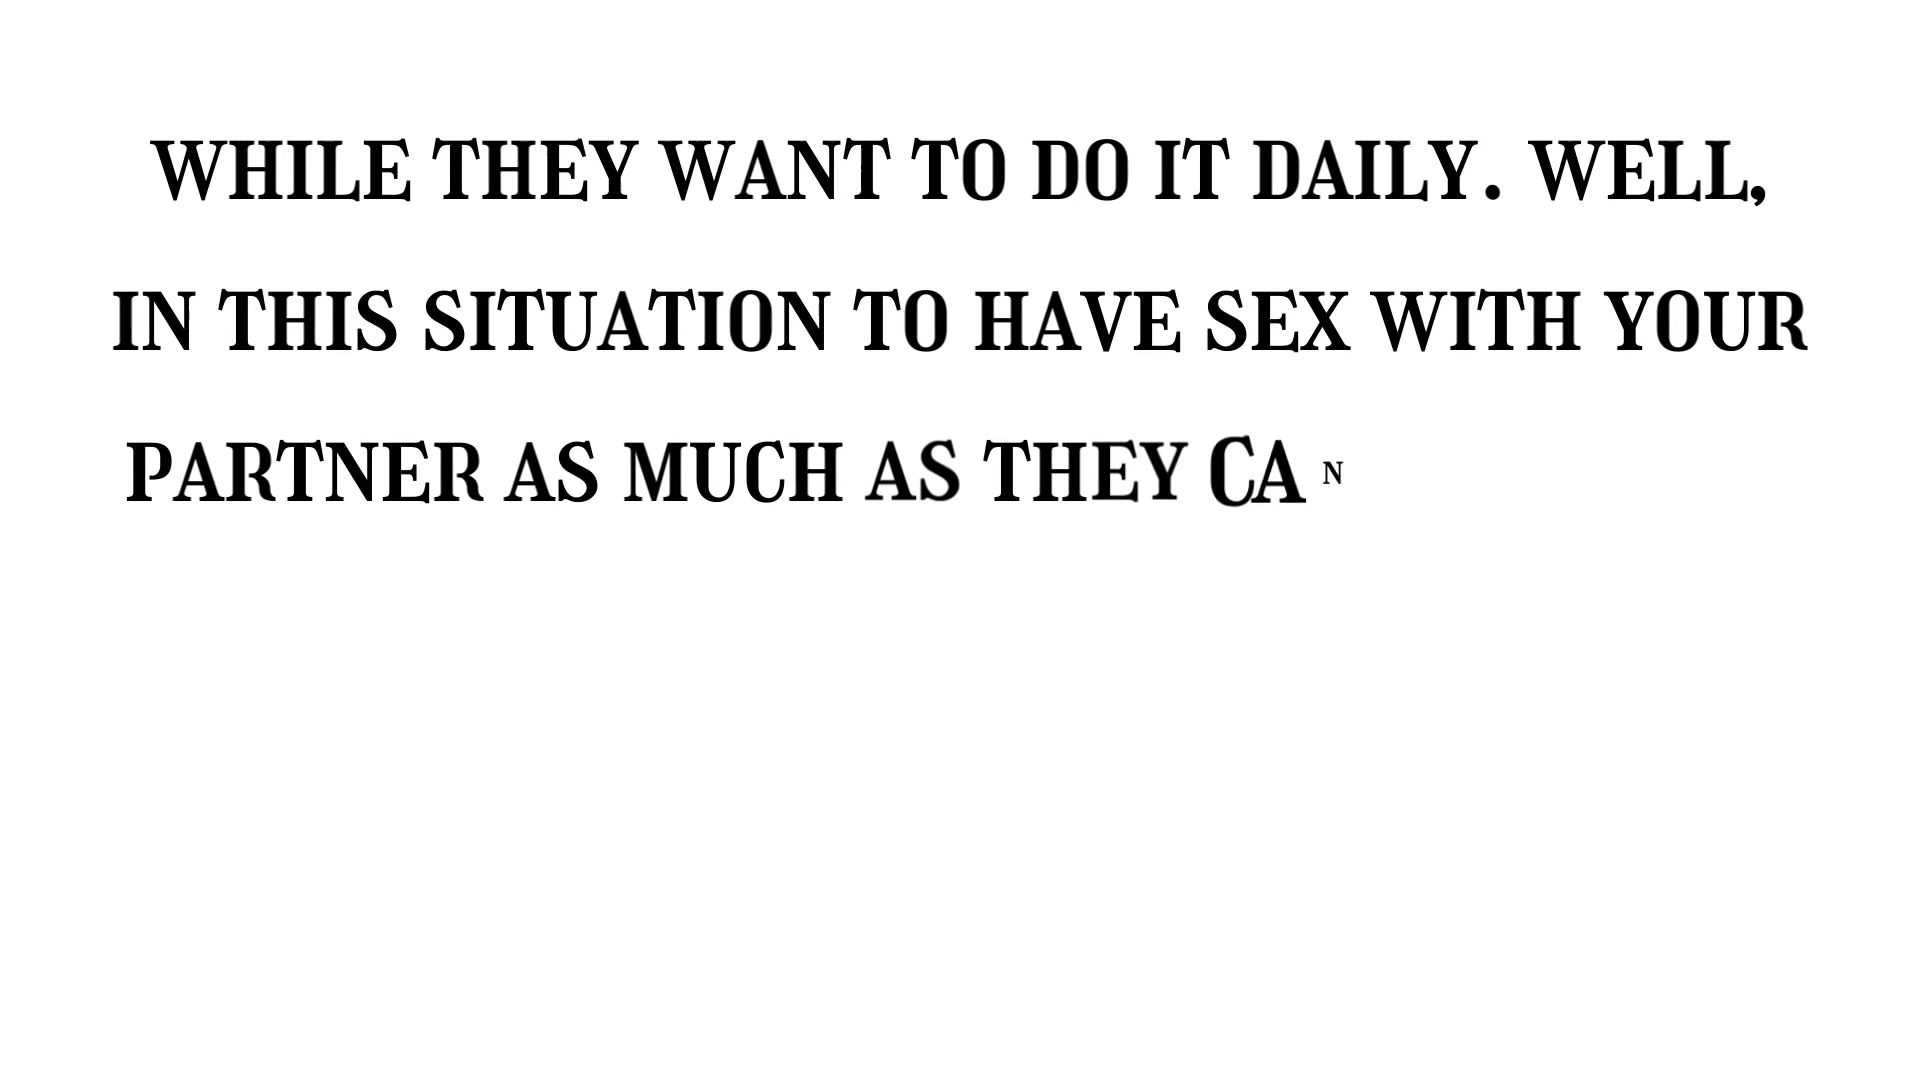 WHILE THEY WANT TO DO IT DAILY. WELL,
IN THIS SITUATION TO HAVE SEX WITH YOUR
PARTNER AS MUCH AS THEY CAN